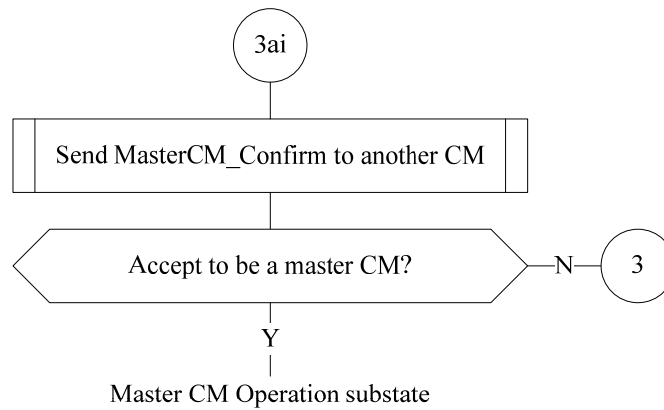 3ai
Send MasterCM_Confirm to another CM
Accept to be a master CM?
N
3
Y
Master CM Operation substate